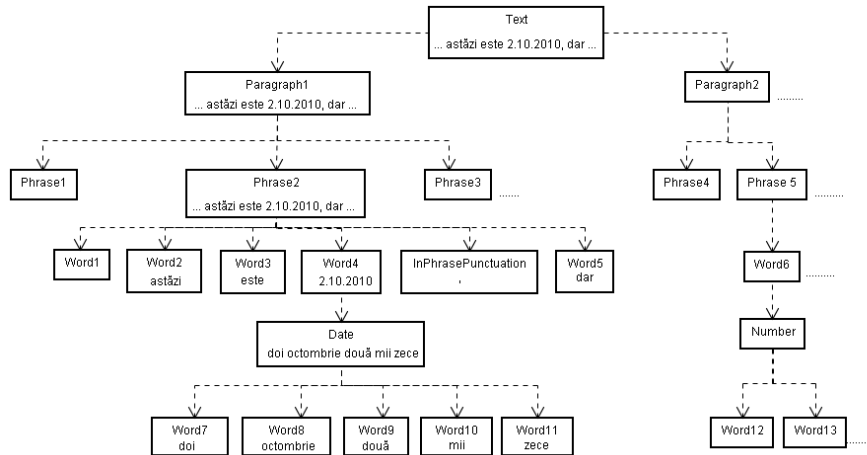 Text
... astăzi este 2.10.2010, dar ...
Paragraph1
... astăzi este 2.10.2010, dar ...
Paragraph2
.........
Phrase1
Phrase2
... astăzi este 2.10.2010, dar ...
Phrase3
.......
Phrase4
Phrase 5
.........
Word1
Word2
astăzi
Word3
este
Word4
2.10.2010
InPhrasePunctuation
,
Word5
dar
Word6
.........
Date
doi octombrie două mii zece
Number
Word7
doi
Word8
octombrie
Word9
două
Word10
mii
Word11
zece
Word12
Word13
......